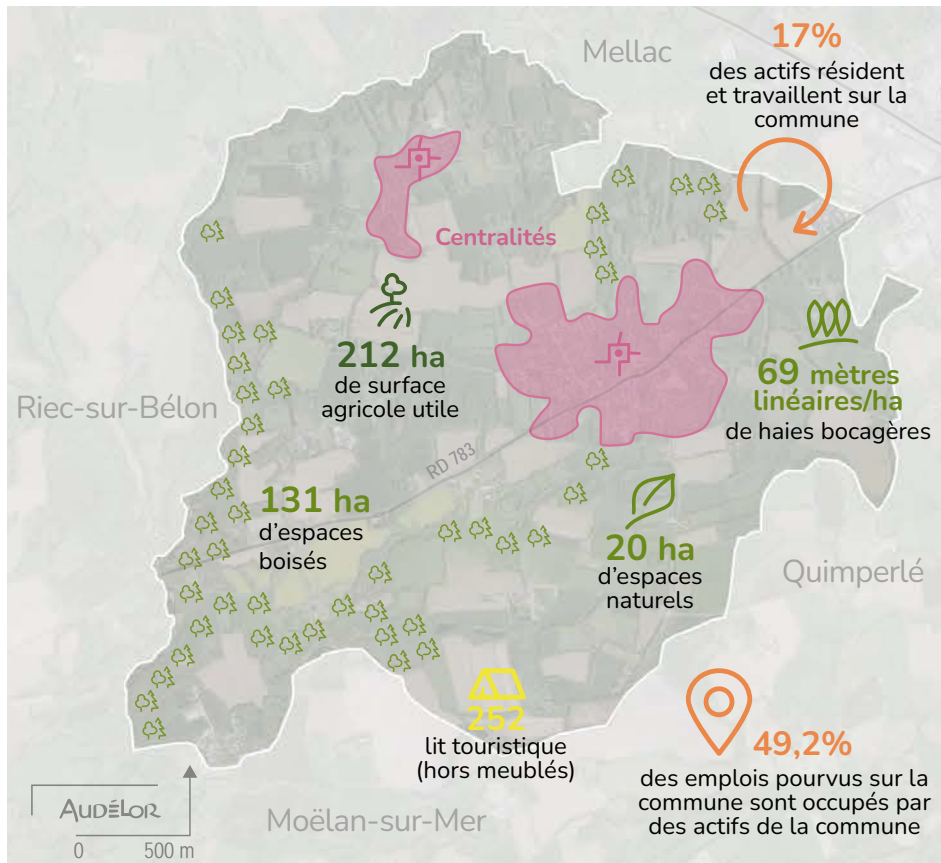 Mellac
17%
des actifs résident
et travaillent sur la
commune
Centralités
212 ha
de surface
agricole utile
69 mètres
linéaires/ha
de haies bocagères
Riec-sur-Bélon
RD 783
131 ha
d'espaces
boisés
20 ha
d'espaces
naturels
Quimperlé
252
lit touristique
(hors meublés)
49,2%
des emplois pourvus sur la
commune sont occupés par
des actifs de la commune
AUDÉLOR
0 500 m
Moëlan-sur-Mer